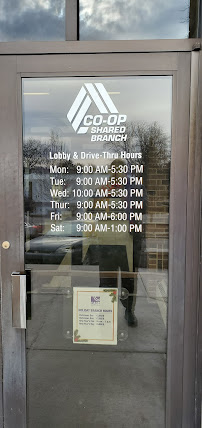 CO-OP
SHARED
BRANCH
Lobby & Drive-Thru Hours
Mon: 9:00 AM-5:30 PM
Tue: 9:00 AM-5:30 PM
Wed: 10:00 AM-5:30 PM
Thur: 9:00 AM-5:30 PM
Fri: 9:00 AM-6:00 PM
Sat: 9:00 AM-1:00 PM